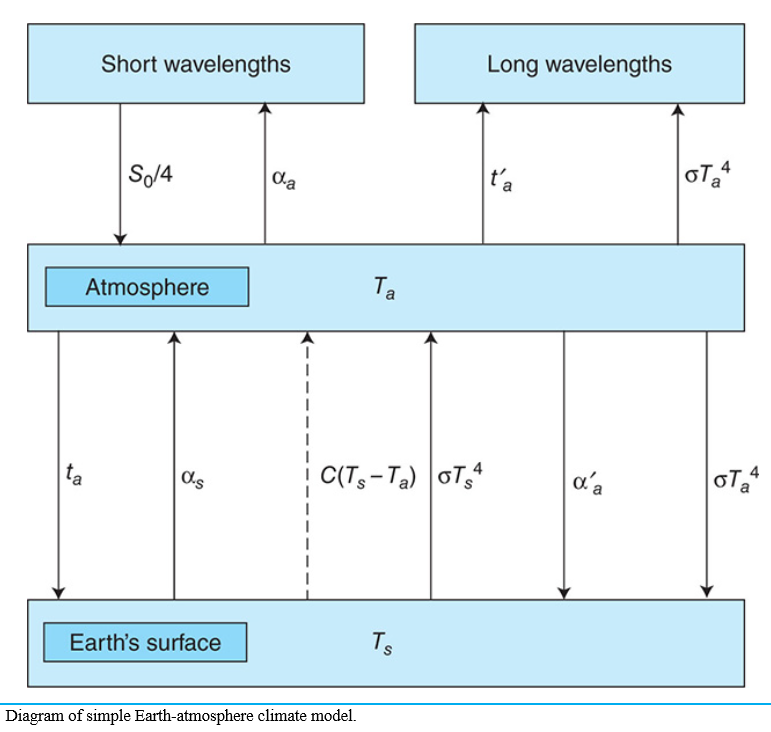 Short wavelengths
Long wavelengths
S₀/4
αₐ
t′ₐ
σTₐ⁴
Atmosphere
Tₐ
tₐ
αₛ
C(Tₛ – Tₐ)
σTₛ⁴
α′ₐ
σTₐ⁴
Earth's surface
Tₛ
Diagram of simple Earth-atmosphere climate model.